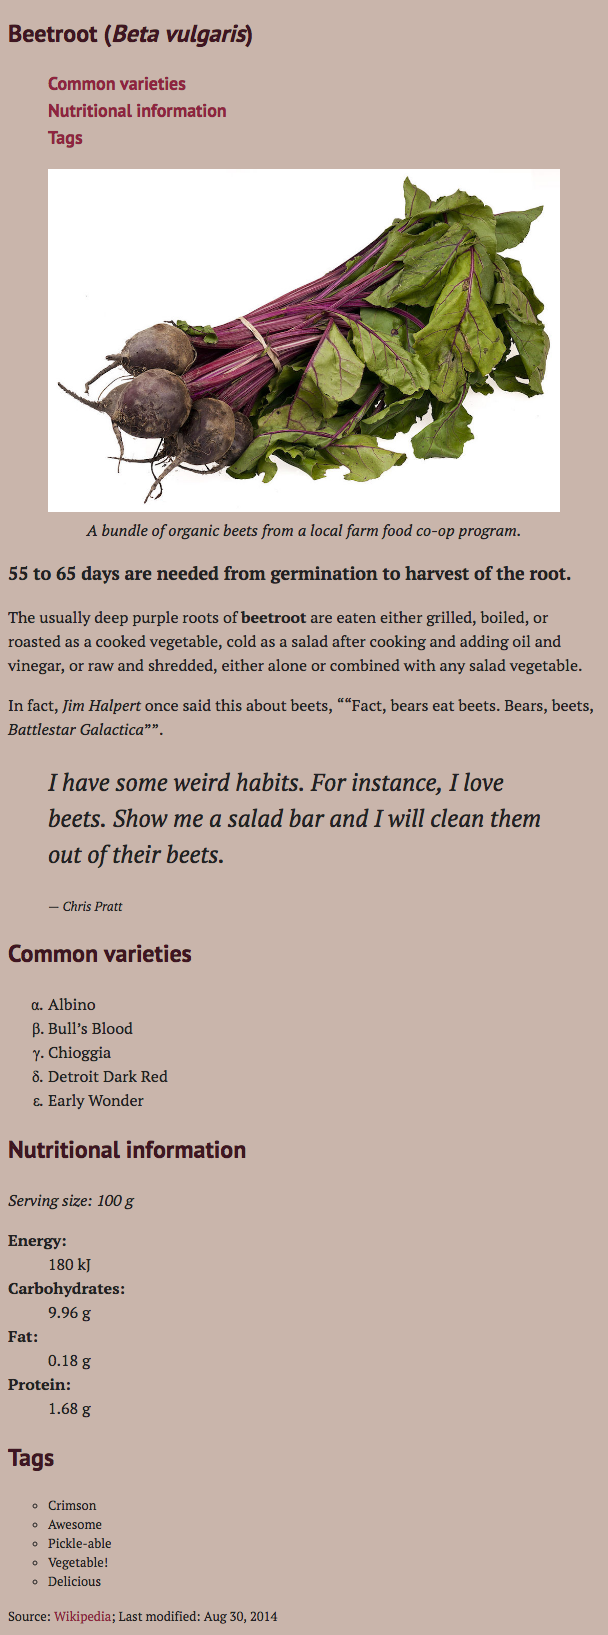 Beetroot (Beta vulgaris)
Common varieties
Nutritional information
Tags
A bundle of organic beets from a local farm food co-op program.
55 to 65 days are needed from germination to harvest of the root.
The usually deep purple roots of beetroot are eaten either grilled, boiled, or
roasted as a cooked vegetable, cold as a salad after cooking and adding oil and
vinegar, or raw and shredded, either alone or combined with any salad vegetable.
In fact, Jim Halpert once said this about beets, ““Fact, bears eat beets. Bears, beets,
Battlestar Galactica””.
I have some weird habits. For instance, I love
beets. Show me a salad bar and I will clean them
out of their beets.
— Chris Pratt
Common varieties
α. Albino
β. Bull’s Blood
γ. Chioggia
δ. Detroit Dark Red
ε. Early Wonder
Nutritional information
Serving size: 100 g
Energy:
180 kJ
Carbohydrates:
9.96 g
Fat:
0.18 g
Protein:
1.68 g
Tags
◦ Crimson
◦ Awesome
◦ Pickle-able
◦ Vegetable!
◦ Delicious
Source: Wikipedia; Last modified: Aug 30, 2014